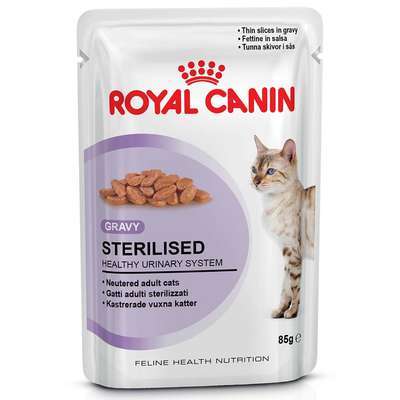 • Thin slices in gravy
• Fettine in salsa
• Tunna skivor i sås
ROYAL CANIN
GRAVY
STERILISED
HEALTHY URINARY SYSTEM
• Neutered adult cats
• Gatti adulti sterilizzati
• Kastrerade vuxna katter
85g e
FELINE HEALTH NUTRITION